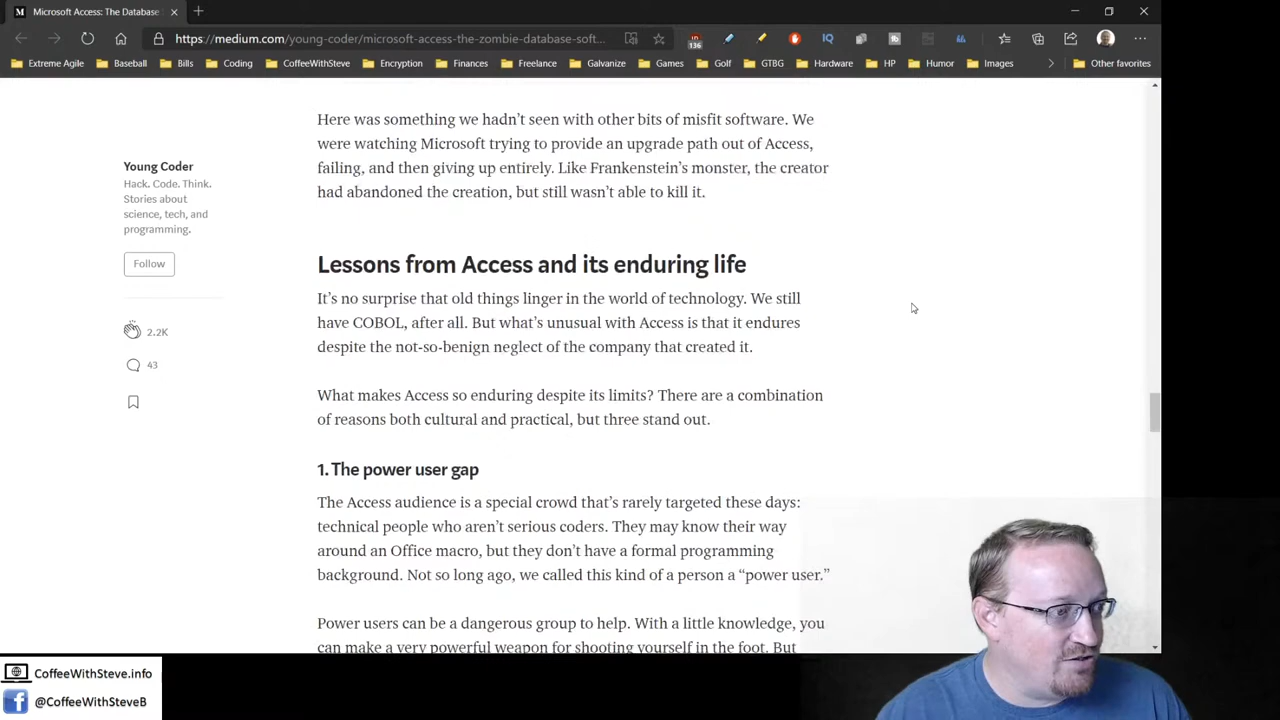 Microsoft Access: The Database
https://medium.com/young-coder/microsoft-access-the-zombie-database-soft...
136
IQ
Extreme Agile
Baseball
Bills
Coding
CoffeeWithSteve
Encryption
Finances
Freelance
Galvanize
Games
Golf
GTBG
Hardware
HP
Humor
Images
Other favorites
Here was something we hadn't seen with other bits of misfit software. We
were watching Microsoft trying to provide an upgrade path out of Access,
failing, and then giving up entirely. Like Frankenstein's monster, the creator
had abandoned the creation, but still wasn't able to kill it.
Young Coder
Hack. Code. Think.
Stories about
science, tech, and
programming.
Follow
2.2K
43
Lessons from Access and its enduring life
It's no surprise that old things linger in the world of technology. We still
have COBOL, after all. But what's unusual with Access is that it endures
despite the not-so-benign neglect of the company that created it.
What makes Access so enduring despite its limits? There are a combination
of reasons both cultural and practical, but three stand out.
1. The power user gap
The Access audience is a special crowd that's rarely targeted these days:
technical people who aren't serious coders. They may know their way
around an Office macro, but they don't have a formal programming
background. Not so long ago, we called this kind of a person a “power user.”
Power users can be a dangerous group to help. With a little knowledge, you
can make a very powerful weapon for shooting yourself in the foot. But
CoffeeWithSteve.info
@CoffeeWithSteveB